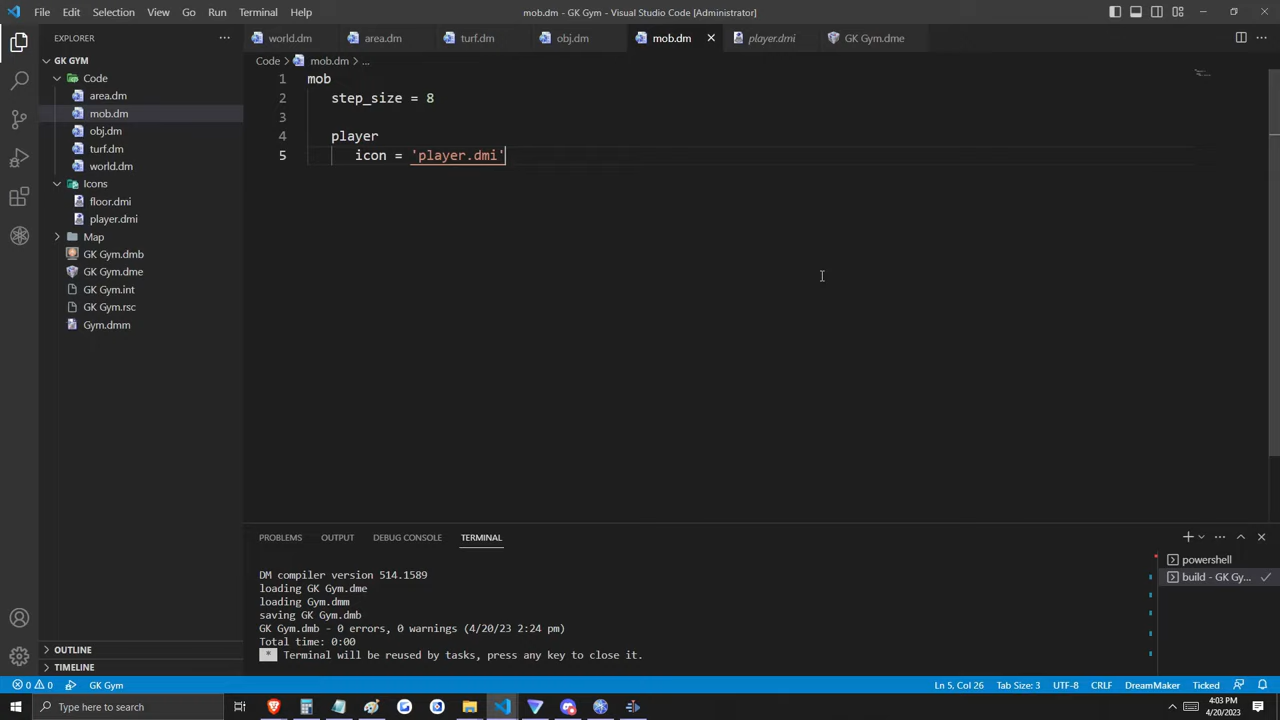 File Edit Selection View Go Run Terminal Help
mob.dm - GK Gym - Visual Studio Code [Administrator]
EXPLORER
world.dm area.dm turf.dm obj.dm mob.dm player.dmi GK Gym.dme
GK GYM
Code > mob.dm > ...
Code
area.dm
mob.dm
obj.dm
turf.dm
world.dm
Icons
floor.dmi
player.dmi
Map
GK Gym.dmb
GK Gym.dme
GK Gym.int
GK Gym.rsc
Gym.dmm
1 mob
2 step_size = 8
3
4 player
5 icon = 'player.dmi'
PROBLEMS OUTPUT DEBUG CONSOLE TERMINAL
DM compiler version 514.1589
loading GK Gym.dme
loading Gym.dmm
saving GK Gym.dmb
GK Gym.dmb - 0 errors, 0 warnings (4/20/23 2:24 pm)
Total time: 0:00
* Terminal will be reused by tasks, press any key to close it.
powershell
build - GK Gy...
OUTLINE
TIMELINE
0 0 GK Gym
Ln 5, Col 26 Tab Size: 3 UTF-8 CRLF DreamMaker Ticked
Type here to search
4:03 PM
4/20/2023